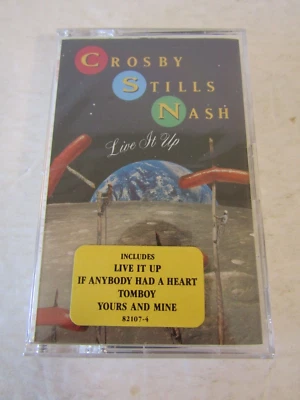 CROSBY
STILLS
NASH
Live It Up
INCLUDES
LIVE IT UP
IF ANYBODY HAD A HEART
TOMBOY
YOURS AND MINE
82107-4